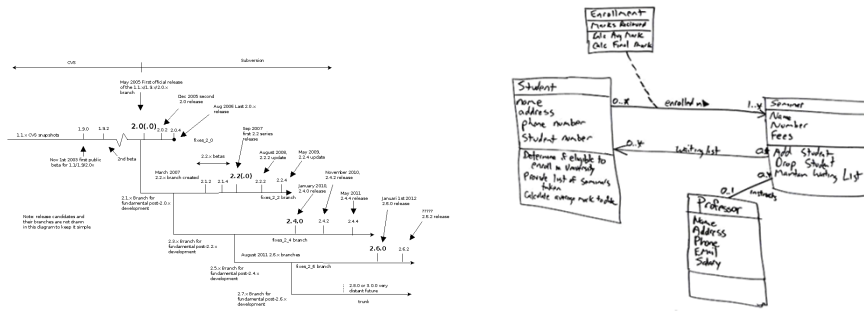 CVS
Subversion
May 2005 First official release
of the 1.1.x/1.9.x/2.0.x
branch
Dec 2005 second
2.0 release
Aug 2006 Last 2.0.x
release
1.1.x CVS snapshots
1.9.0
1.9.2
2.0(.0)
2.0.2
2.0.4
fixes_2_0
Nov 1st 2003 first public
beta for 1.1/1.9/2.0x
2nd beta
Sep 2007
first 2.2 series
release
2.2.x betas
March 2007
2.2.x branch created
August 2008,
2.2.2 update
May 2009,
2.2.4 update
2.1.2
2.1.4
2.2(.0)
2.2.2
2.2.4
fixes_2_2 branch
2.1.x Branch for
fundamental post-2.0.x
development
January 2010,
2.4.0 release
November 2010,
2.4.2 release
May 2011
2.4.4 release
2.4.0
2.4.2
2.4.4
fixes_2_4 branch
2.3.x Branch for
fundamental post-2.2.x
development
Januari 1st 2012
2.6.0 release
????
2.6.2 release
August 2011 2.6.x branches
2.6.0
2.6.2
fixes_2_6 branch
2.5.x Branch for
fundamental post-2.4.x
development
2.8.0 or 3.0.0 very
distant future
trunk
2.7.x Branch for
fundamental post-2.6.x
development
Note: release candidates and
their branches are not shown
in this diagram to keep it simple
Enrollment
Marks Received
Calc Avg Mark
Calc Final Mark
Student
name
address
phone number
Student number
Determine if eligible to
enroll in University
Provide list of seminars
taken
Calculate average mark to date
0..*
enrolled in
1..*
0..*
waiting list
Seminar
Name
Number
Fees
Add Student
Drop Student
Maintain Waiting List
0..1
instructs
Professor
Name
Address
Phone
Email
Salary